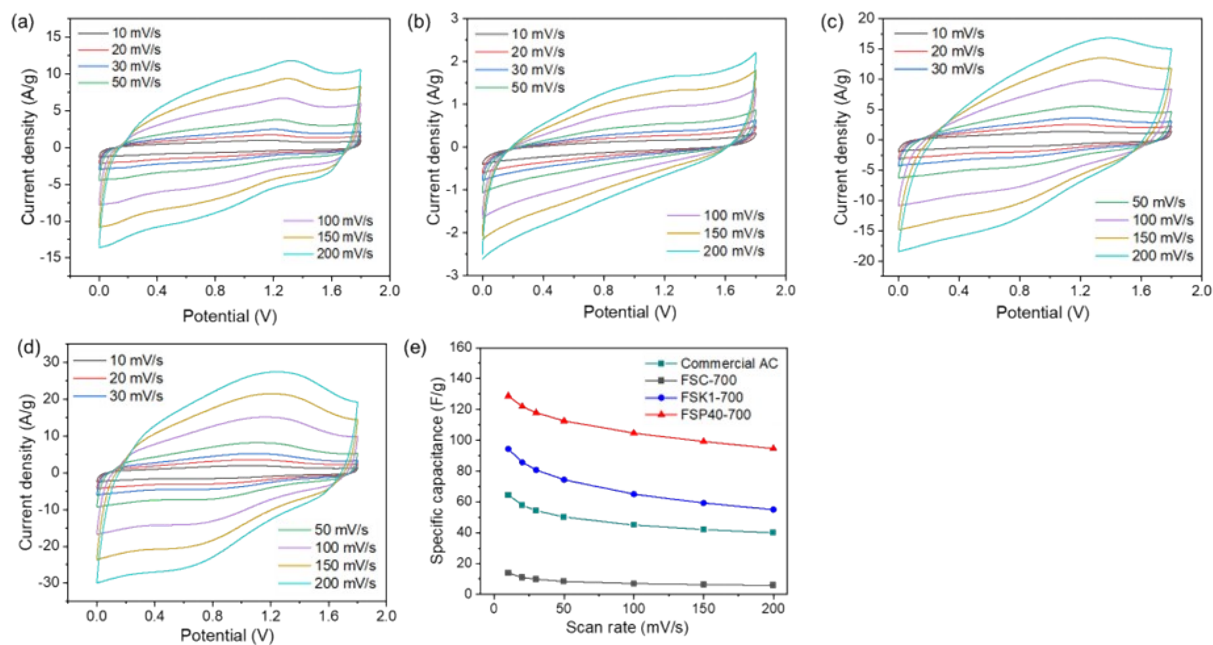 (a)
10 mV/s
20 mV/s
30 mV/s
50 mV/s
15
10
5
0
-5
-10
-15
Current density (A/g)
100 mV/s
150 mV/s
200 mV/s
0.0 0.4 0.8 1.2 1.6 2.0
Potential (V)
(b)
10 mV/s
20 mV/s
30 mV/s
50 mV/s
3
2
1
0
-1
-2
-3
Current density (A/g)
100 mV/s
150 mV/s
200 mV/s
0.0 0.4 0.8 1.2 1.6 2.0
Potential (V)
(c)
10 mV/s
20 mV/s
30 mV/s
20
15
10
5
0
-5
-10
-15
-20
Current density (A/g)
50 mV/s
100 mV/s
150 mV/s
200 mV/s
0.0 0.4 0.8 1.2 1.6 2.0
Potential (V)
(d)
10 mV/s
20 mV/s
30 mV/s
30
20
10
0
-10
-20
-30
Current density (A/g)
50 mV/s
100 mV/s
150 mV/s
200 mV/s
0.0 0.4 0.8 1.2 1.6 2.0
Potential (V)
(e)
Commercial AC
FSC-700
FSK1-700
FSP40-700
160
140
120
100
80
60
40
20
0
Specific capacitance (F/g)
0 50 100 150 200
Scan rate (mV/s)